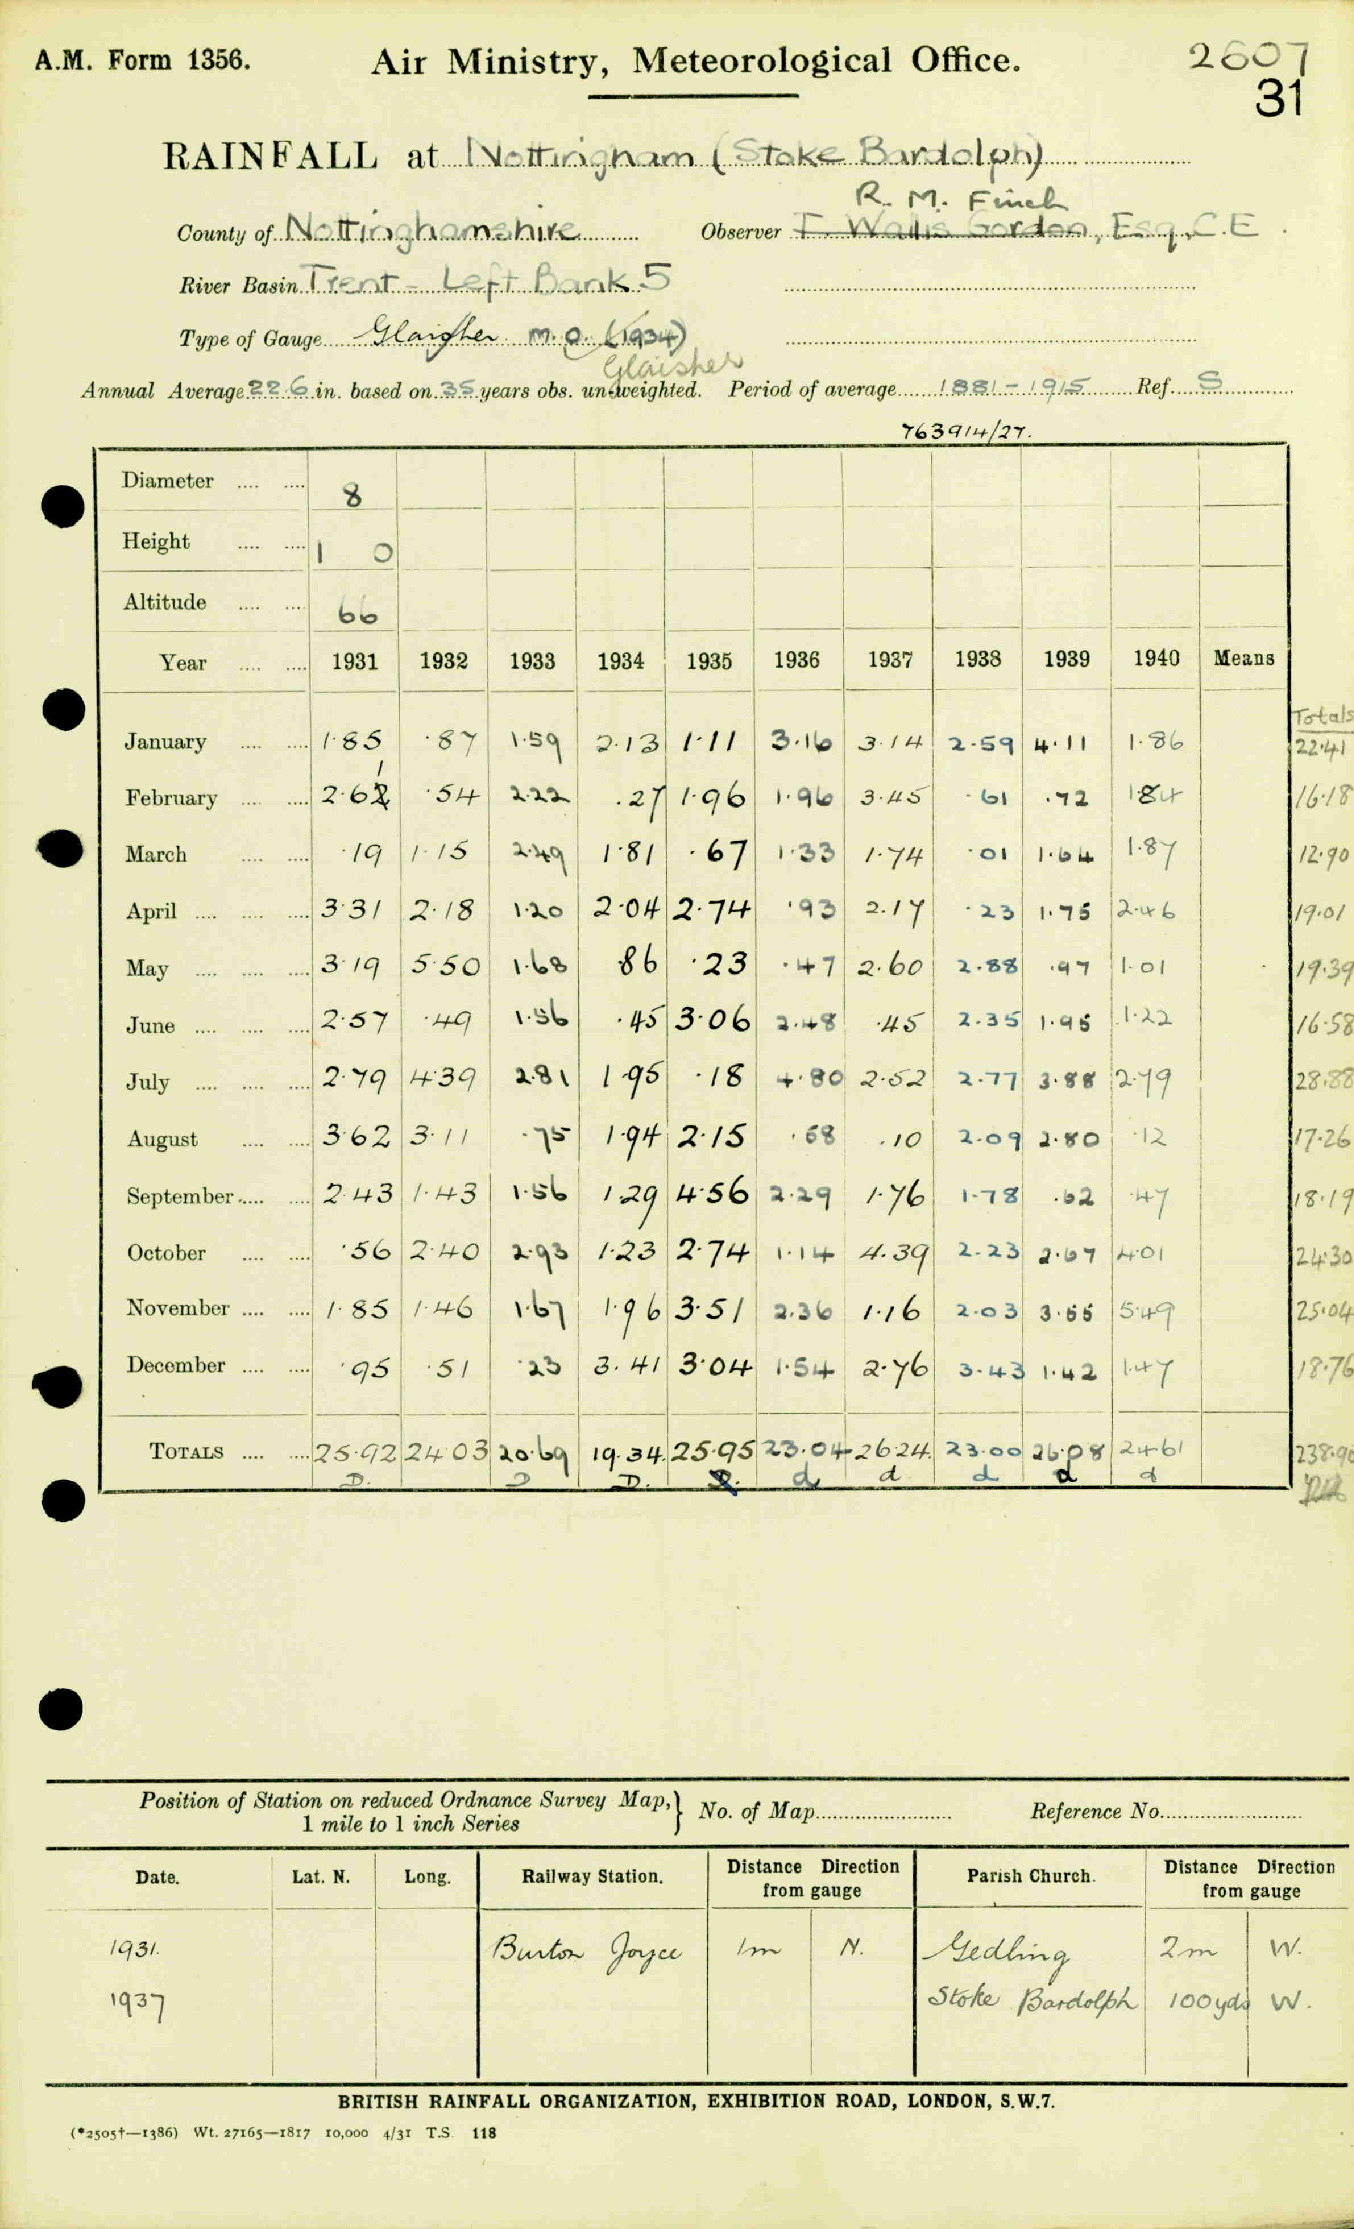 A.M. Form 1356. Air Ministry, Meteorological Office. 2607
31
RAINFALL at Nottingham (Stoke Bardolph)
R. M. Finch
County of Nottinghamshire Observer F. Wallis Gordon, Esq., C.E.
River Basin Trent - Left Bank 5
Type of Gauge Glaisher M.O. (1934)
Glaisher
Annual Average 22.6 in. based on 35 years obs. un-weighted. Period of average 1881-1915 Ref. S
763914/27.
Diameter 8
Height 1 0
Altitude 66
Year 1931 1932 1933 1934 1935 1936 1937 1938 1939 1940 Means
Totals
January 1.85 .87 1.59 2.13 1.11 3.16 3.14 2.59 4.11 1.86 22.41
February 2.61 .54 2.22 .27 1.96 1.96 3.45 .61 .72 1.84 16.18
March .19 1.15 2.49 1.81 .67 1.33 1.74 .01 1.64 1.87 12.90
April 3.31 2.18 1.20 2.04 2.74 .93 2.17 .23 1.75 2.46 19.01
May 3.19 5.50 1.68 .86 .23 .47 2.60 2.88 .97 1.01 19.39
June 2.57 .49 1.56 .45 3.06 2.48 .45 2.35 1.95 1.22 16.58
July 2.79 4.39 2.81 1.95 .18 4.80 2.52 2.77 3.88 2.79 28.88
August 3.62 3.11 .75 1.94 2.15 .58 .10 2.09 2.80 .12 17.26
September 2.43 1.43 1.56 1.29 4.56 2.29 1.76 1.78 .62 .47 18.19
October .56 2.40 2.93 1.23 2.74 1.14 4.39 2.23 2.67 4.01 24.30
November 1.85 1.46 1.67 1.96 3.51 2.36 1.16 2.03 3.55 5.49 25.04
December .95 .51 .23 3.41 3.04 1.54 2.76 3.43 1.42 1.47 18.76
TOTALS 25.92 24.03 20.69 19.34 25.95 23.04 26.24 23.00 26.08 24.61 238.90
D. D D. d d d d d
Position of Station on reduced Ordnance Survey Map, 1 mile to 1 inch Series } No. of Map Reference No.
Date. Lat. N. Long. Railway Station. Distance Direction from gauge Parish Church. Distance Direction from gauge
1931. Burton Joyce 1m N. Gedling 2m W.
1937 Stoke Bardolph 100yds W.
BRITISH RAINFALL ORGANIZATION, EXHIBITION ROAD, LONDON, S.W.7.
(*2505†—1386) Wt. 27165—1817 10,000 4/31 T.S. 118